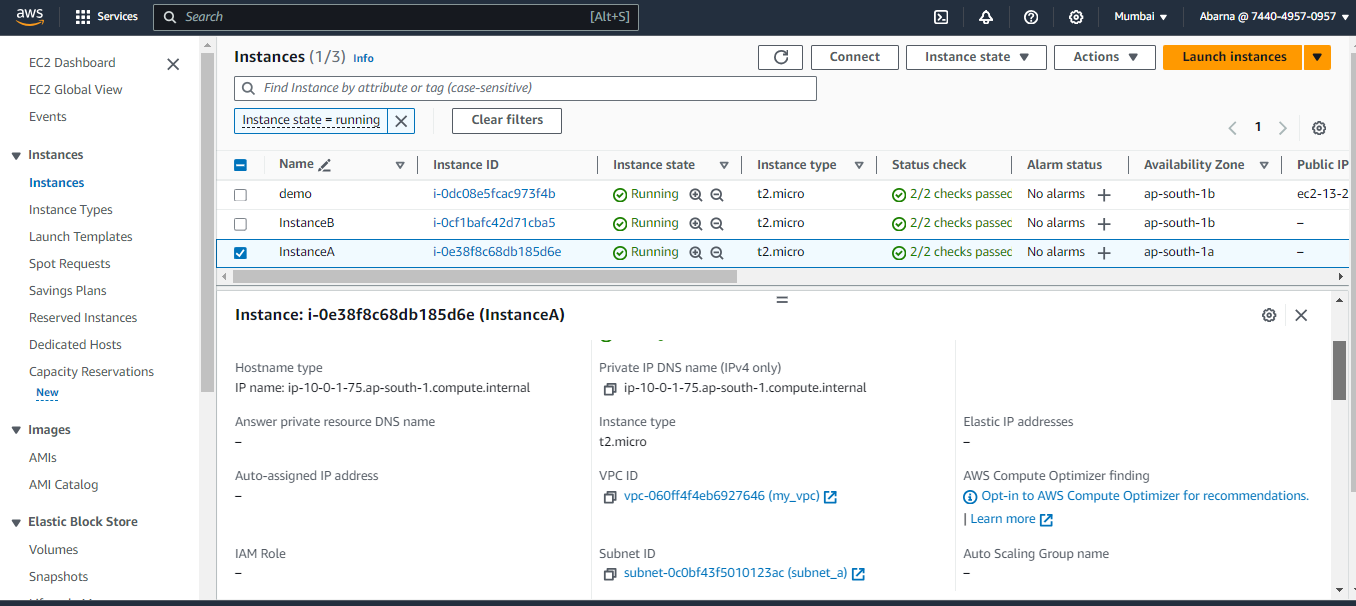 aws Services Search [Alt+S] Mumbai Abarna @ 7440-4957-0957
EC2 Dashboard
EC2 Global View
Events
Instances
Instances
Instance Types
Launch Templates
Spot Requests
Savings Plans
Reserved Instances
Dedicated Hosts
Capacity Reservations
New
Images
AMIs
AMI Catalog
Elastic Block Store
Volumes
Snapshots
Instances (1/3) Info Connect Instance state Actions Launch instances
Find Instance by attribute or tag (case-sensitive)
Instance state = running Clear filters
1
Name Instance ID Instance state Instance type Status check Alarm status Availability Zone Public IP
demo i-0dc08e5fcac973f4b Running t2.micro 2/2 checks passed No alarms ap-south-1b ec2-13-2
InstanceB i-0cf1bafc42d71cba5 Running t2.micro 2/2 checks passed No alarms ap-south-1b –
InstanceA i-0e38f8c68db185d6e Running t2.micro 2/2 checks passed No alarms ap-south-1a –
Instance: i-0e38f8c68db185d6e (InstanceA)
Hostname type
IP name: ip-10-0-1-75.ap-south-1.compute.internal
Private IP DNS name (IPv4 only)
ip-10-0-1-75.ap-south-1.compute.internal
Answer private resource DNS name
–
Instance type
t2.micro
Elastic IP addresses
–
Auto-assigned IP address
–
VPC ID
vpc-060ff4f4eb6927646 (my_vpc)
AWS Compute Optimizer finding
Opt-in to AWS Compute Optimizer for recommendations.
| Learn more
IAM Role
–
Subnet ID
subnet-0c0bf43f5010123ac (subnet_a)
Auto Scaling Group name
–